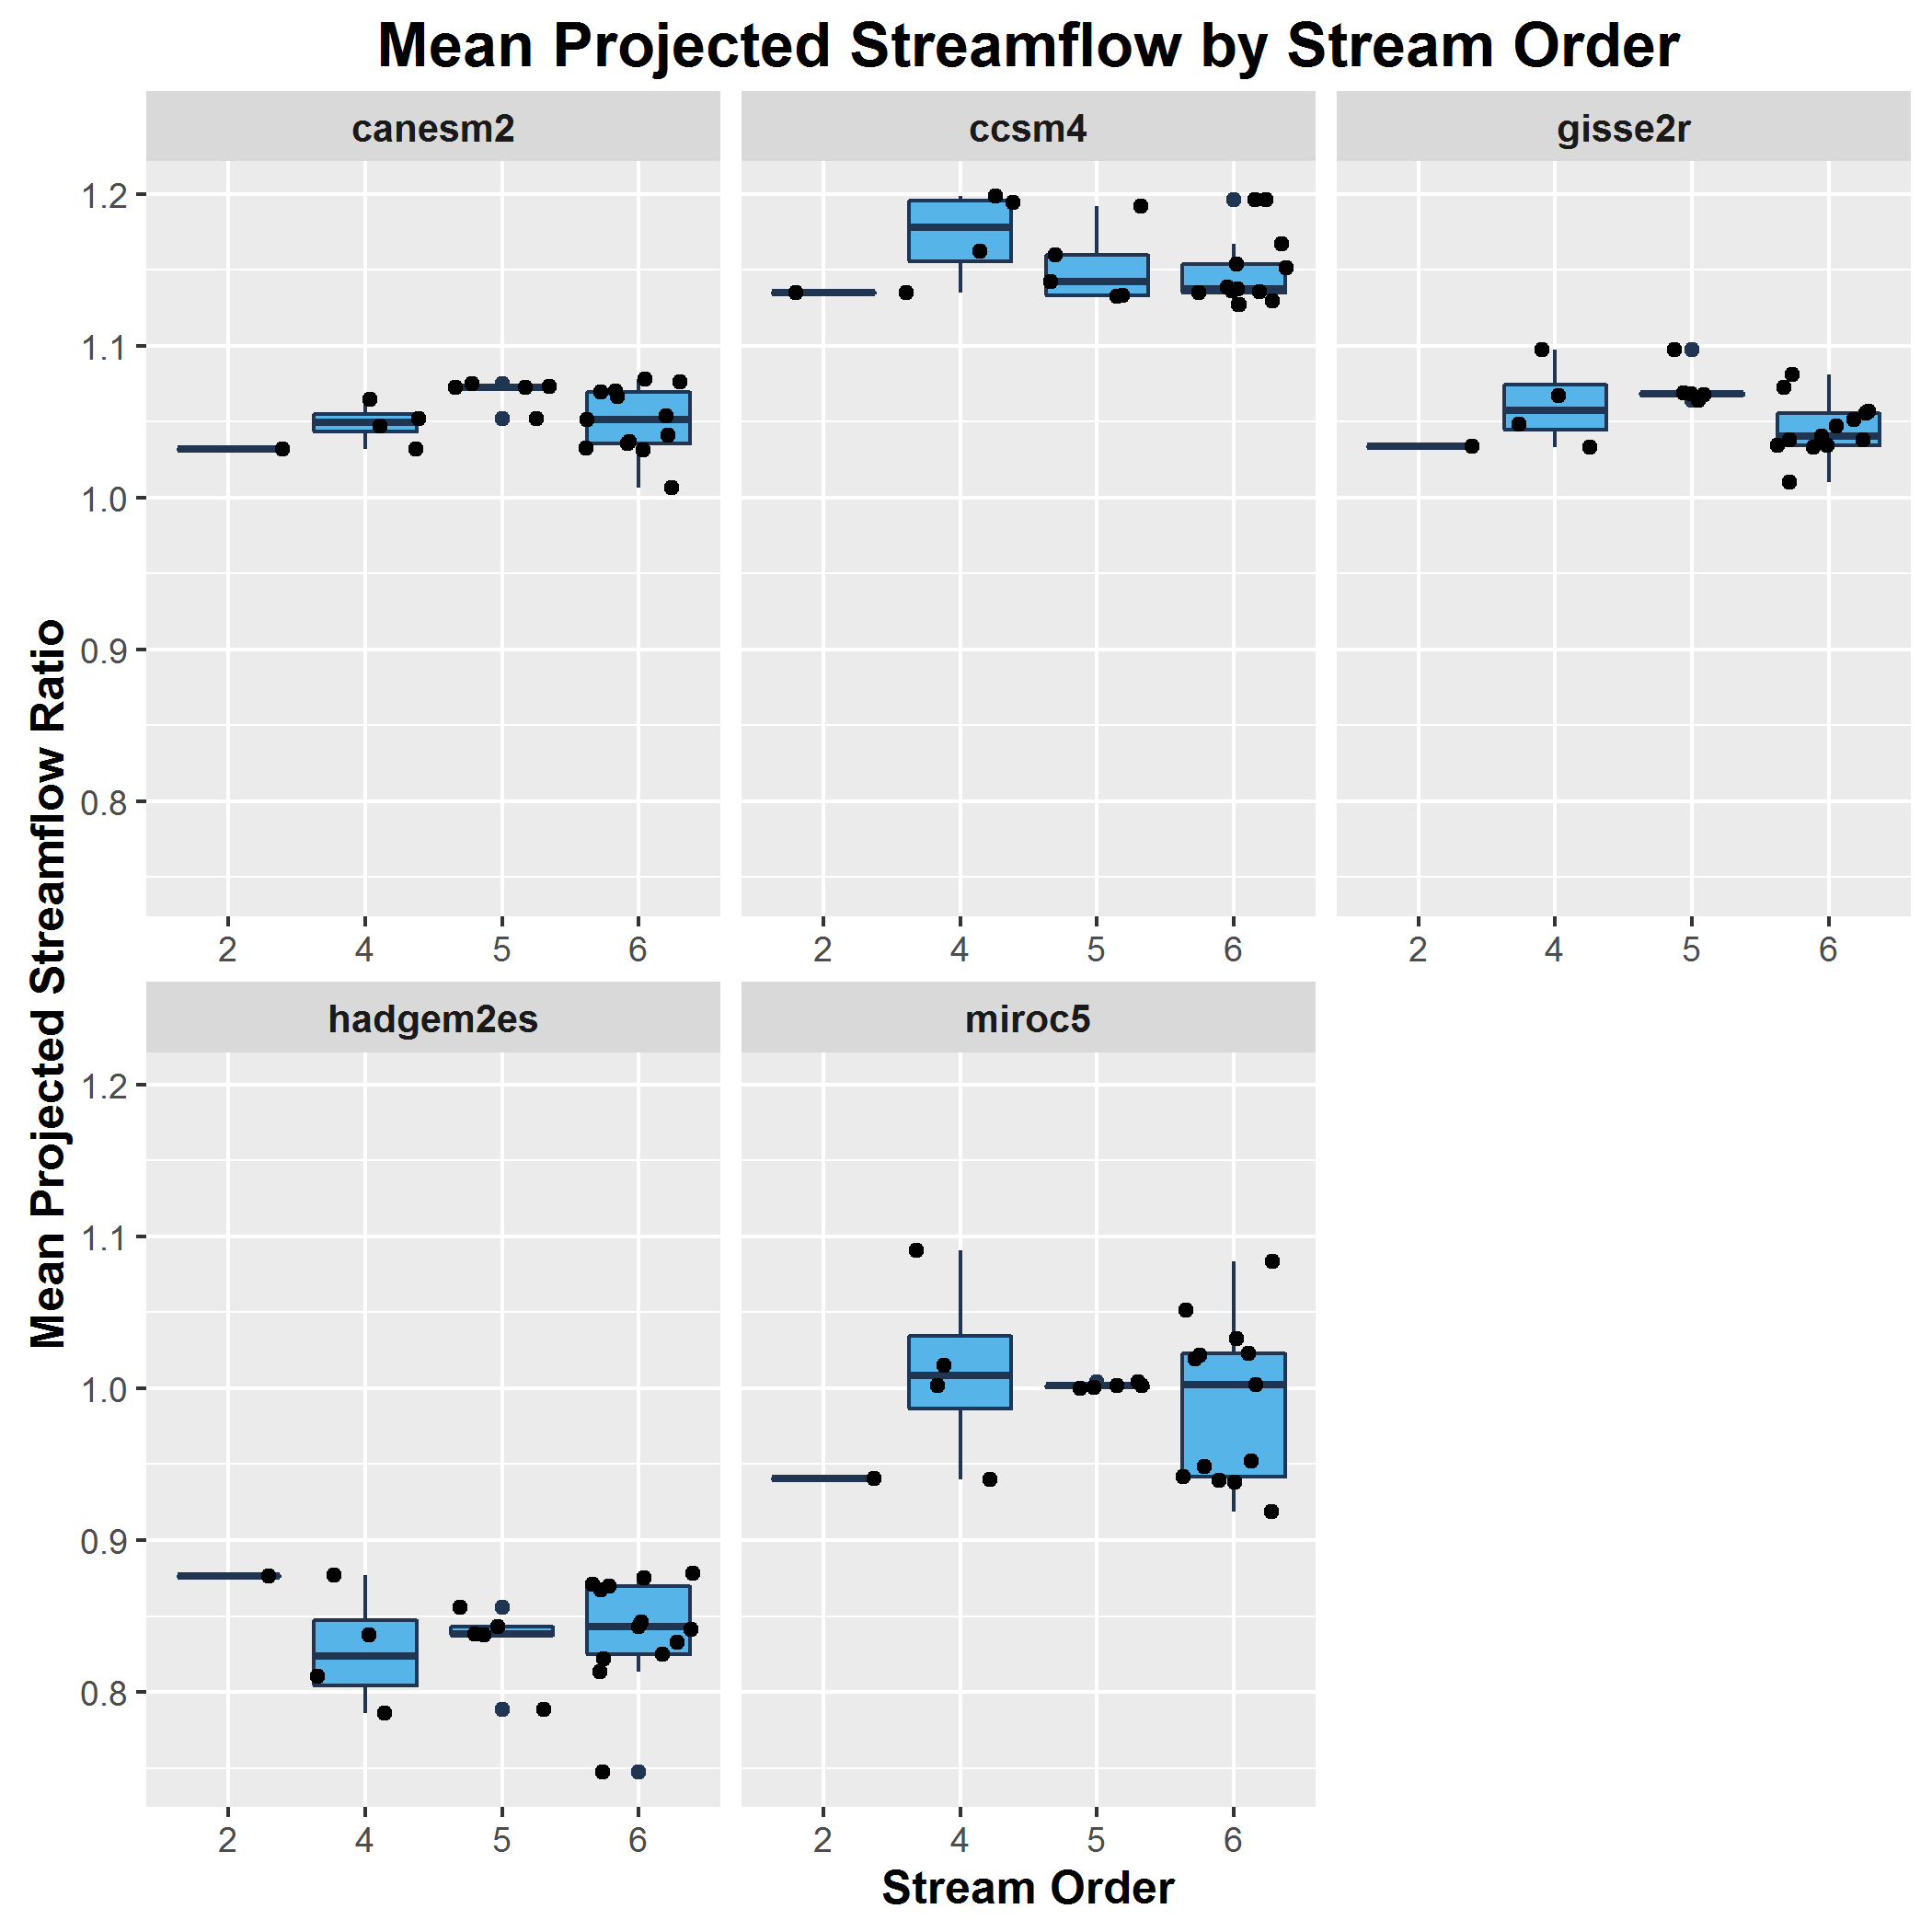 Mean Projected Streamflow by Stream Order
canesm2
ccsm4
gisse2r
1.2
1.1
1.0
0.9
0.8
2 4 5 6
2 4 5 6
2 4 5 6
Mean Projected Streamflow Ratio
hadgem2es
miroc5
1.2
1.1
1.0
0.9
0.8
2 4 5 6
2 4 5 6
Stream Order